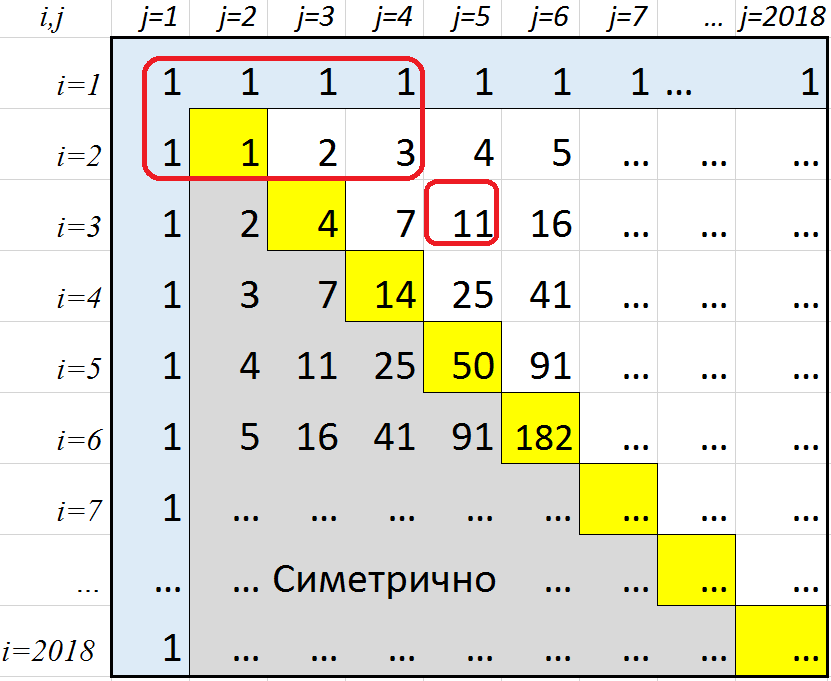 i,j j=1 j=2 j=3 j=4 j=5 j=6 j=7 ... j=2018
i=1 1 1 1 1 1 1 1 ... 1
i=2 1 1 2 3 4 5 ... ... ...
i=3 1 2 4 7 11 16 ... ... ...
i=4 1 3 7 14 25 41 ... ... ...
i=5 1 4 11 25 50 91 ... ... ...
i=6 1 5 16 41 91 182 ... ... ...
i=7 1 ... ... ... ... ... ... ... ...
... ... ... Симетрично ... ... ... ...
i=2018 1 ... ... ... ... ... ... ... ...